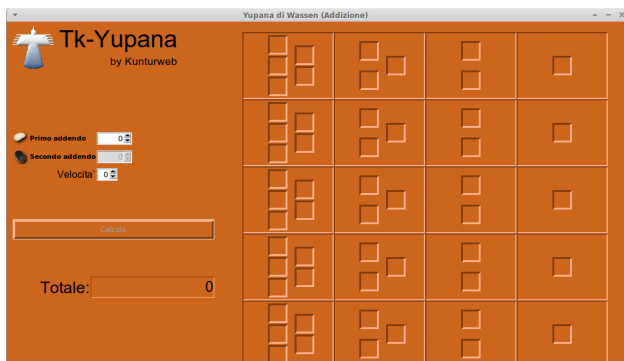 Yupana di Wassen (Addizione)
Tk-Yupana
by Kunturweb
Primo addendo 0
Secondo addendo 0
Velocita` 0
Calcola
Totale: 0